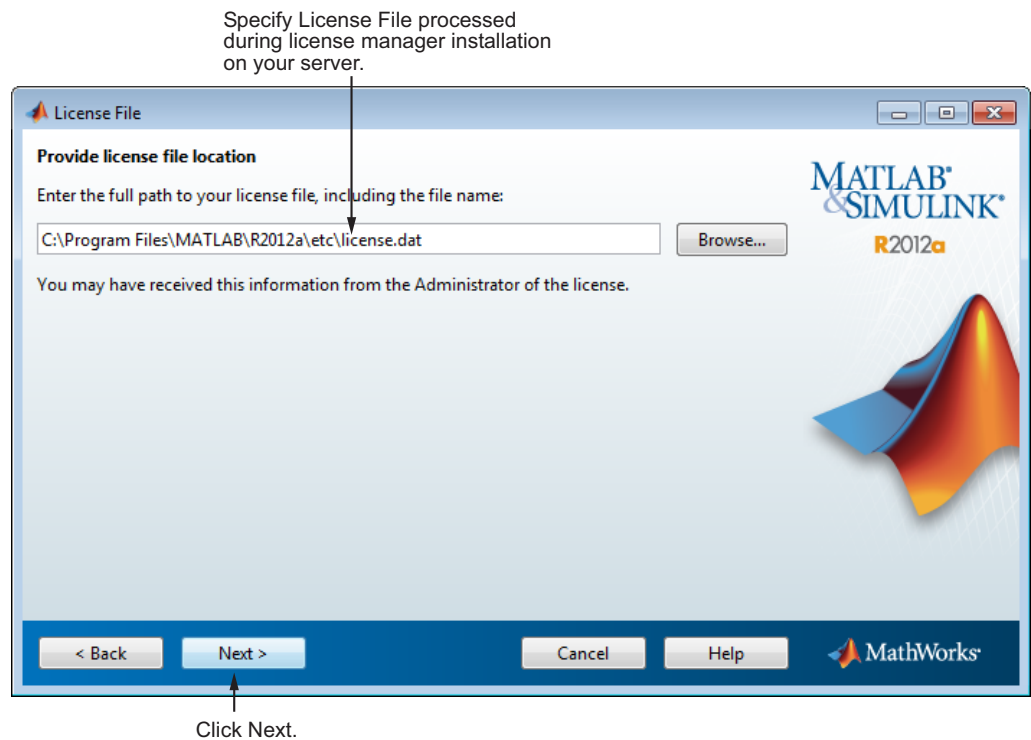 Specify License File processed
during license manager installation
on your server.
License File
Provide license file location
Enter the full path to your license file, including the file name:
C:\Program Files\MATLAB\R2012a\etc\license.dat
Browse...
You may have received this information from the Administrator of the license.
MATLAB®
&SIMULINK®
R2012a
< Back
Next >
Cancel
Help
MathWorks®
Click Next.